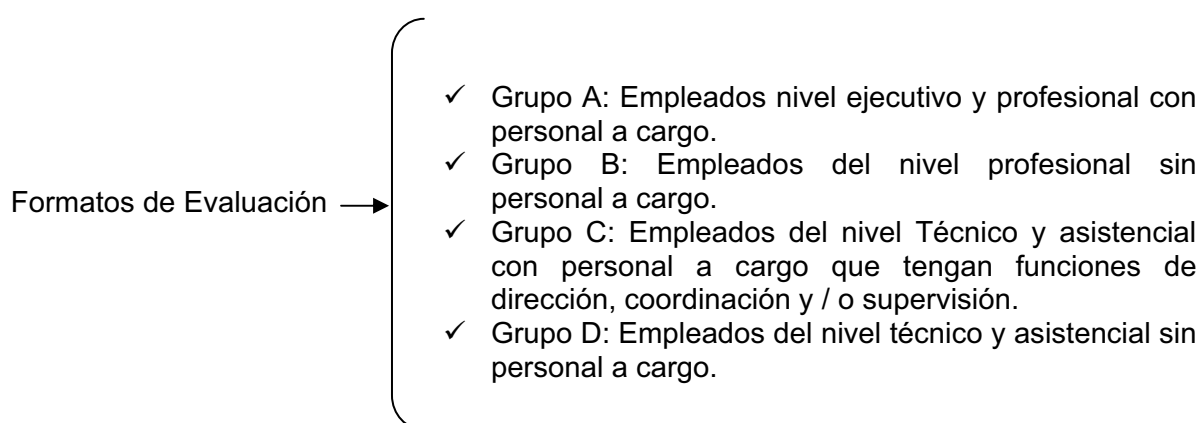 Formatos de Evaluación
✓ Grupo A: Empleados nivel ejecutivo y profesional con
personal a cargo.
✓ Grupo B: Empleados del nivel profesional sin
personal a cargo.
✓ Grupo C: Empleados del nivel Técnico y asistencial
con personal a cargo que tengan funciones de
dirección, coordinación y / o supervisión.
✓ Grupo D: Empleados del nivel técnico y asistencial sin
personal a cargo.